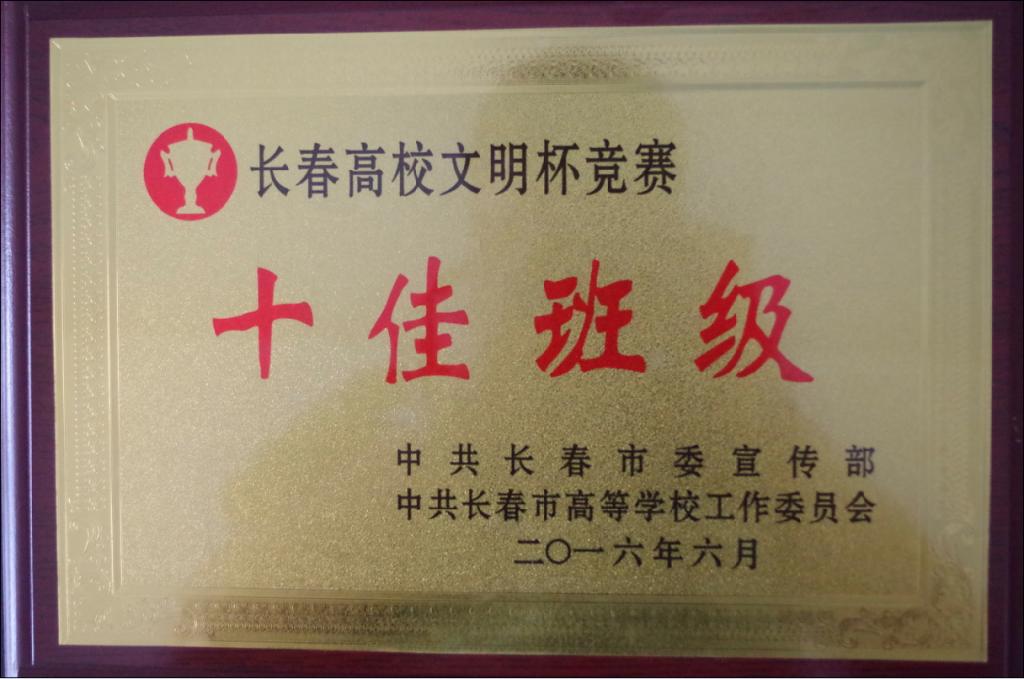 长春高校文明杯竞赛
十佳班级
中共长春市委宣传部
中共长春市高等学校工作委员会
二〇一六年六月